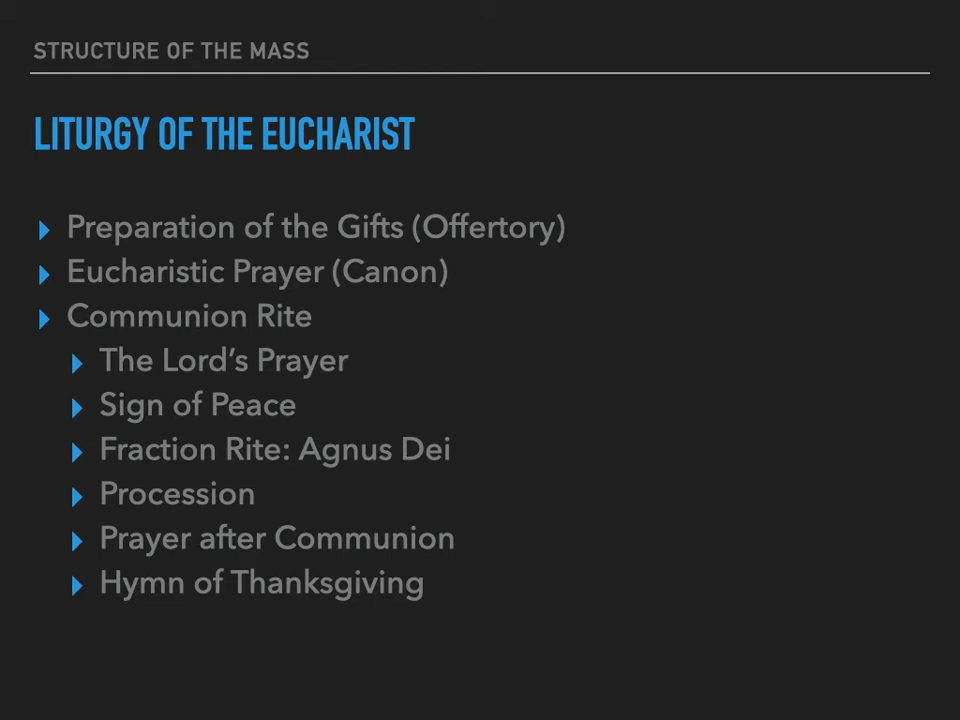 STRUCTURE OF THE MASS
LITURGY OF THE EUCHARIST
Preparation of the Gifts (Offertory)
Eucharistic Prayer (Canon)
Communion Rite
The Lord’s Prayer
Sign of Peace
Fraction Rite: Agnus Dei
Procession
Prayer after Communion
Hymn of Thanksgiving